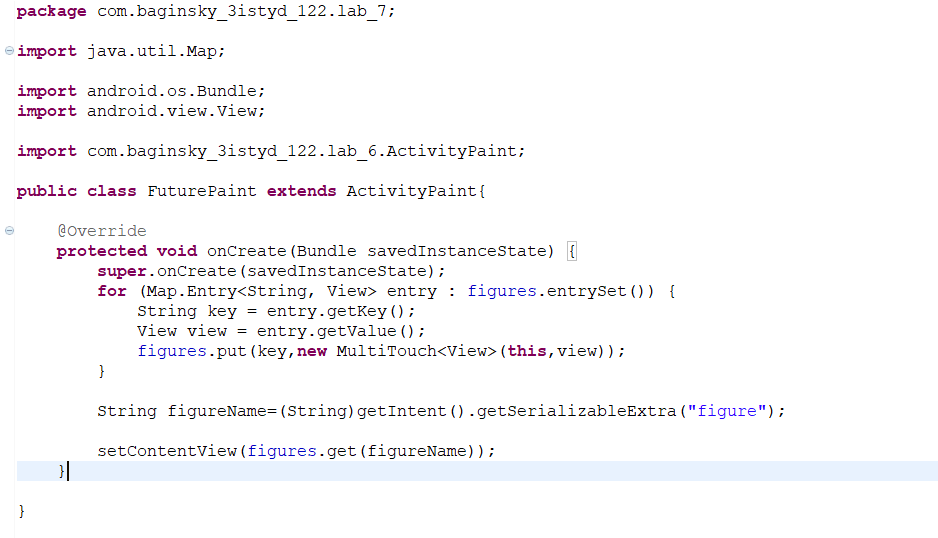 package com.baginsky_3istyd_122.lab_7;
import java.util.Map;
import android.os.Bundle;
import android.view.View;
import com.baginsky_3istyd_122.lab_6.ActivityPaint;
public class FuturePaint extends ActivityPaint{
@Override
protected void onCreate(Bundle savedInstanceState) {
super.onCreate(savedInstanceState);
for (Map.Entry<String, View> entry : figures.entrySet()) {
String key = entry.getKey();
View view = entry.getValue();
figures.put(key,new MultiTouch<View>(this,view));
}
String figureName=(String)getIntent().getSerializableExtra("figure");
setContentView(figures.get(figureName));
}
}